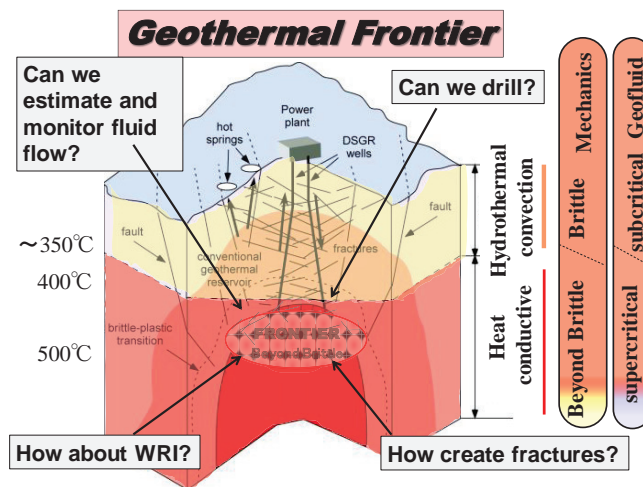 Geothermal Frontier
Can we
estimate and
monitor fluid
flow?
Can we drill?
Power
plant
hot
springs
DSGR
wells
fault
fault
conventional
geothermal
reservoir
fractures
~350℃
400℃
brittle-plastic
transition
500℃
FRONTIER
Beyond Brittle
How about WRI?
How create fractures?
Hydrothermal
convection
Heat
conductive
Mechanics
Brittle
Beyond Brittle
Geofluid
subcritical
supercritical